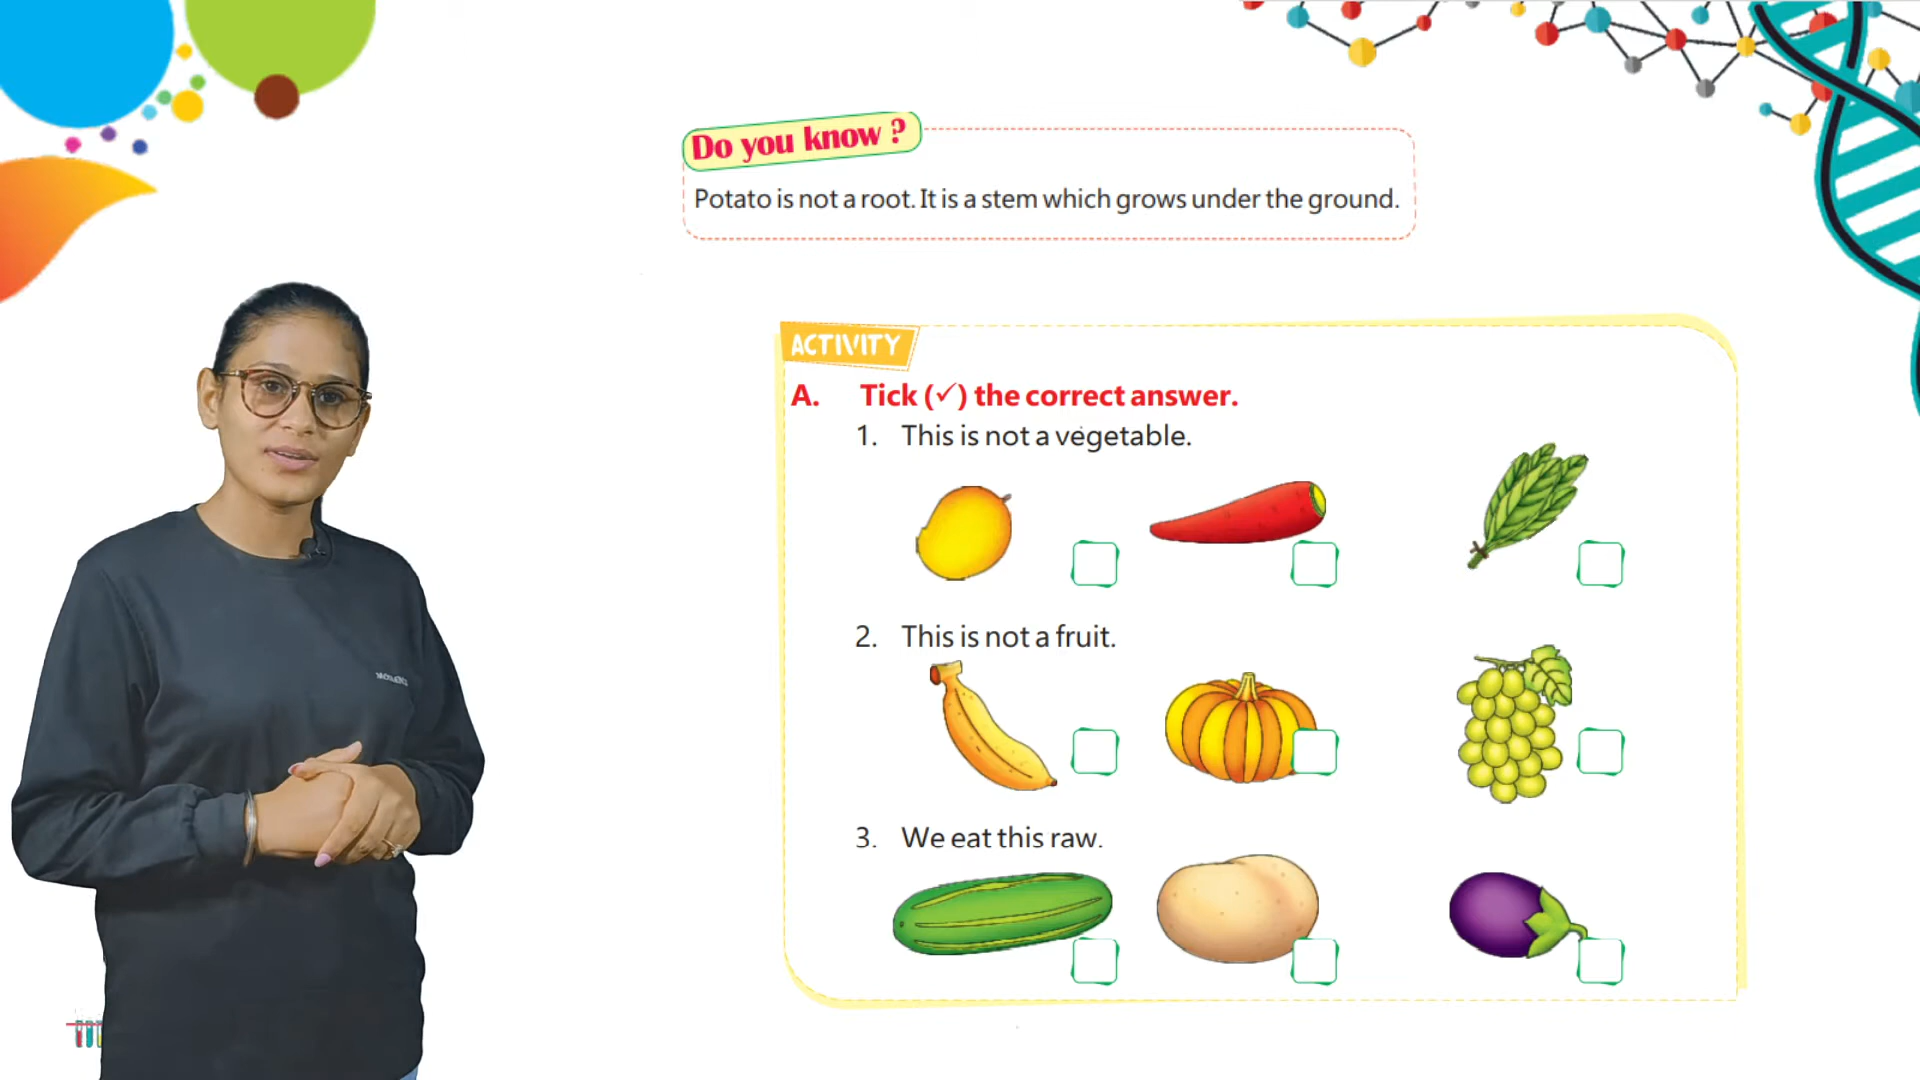 Do you know ?
Potato is not a root. It is a stem which grows under the ground.
ACTIVITY
A. Tick (✓) the correct answer.
1. This is not a vegetable.
2. This is not a fruit.
3. We eat this raw.